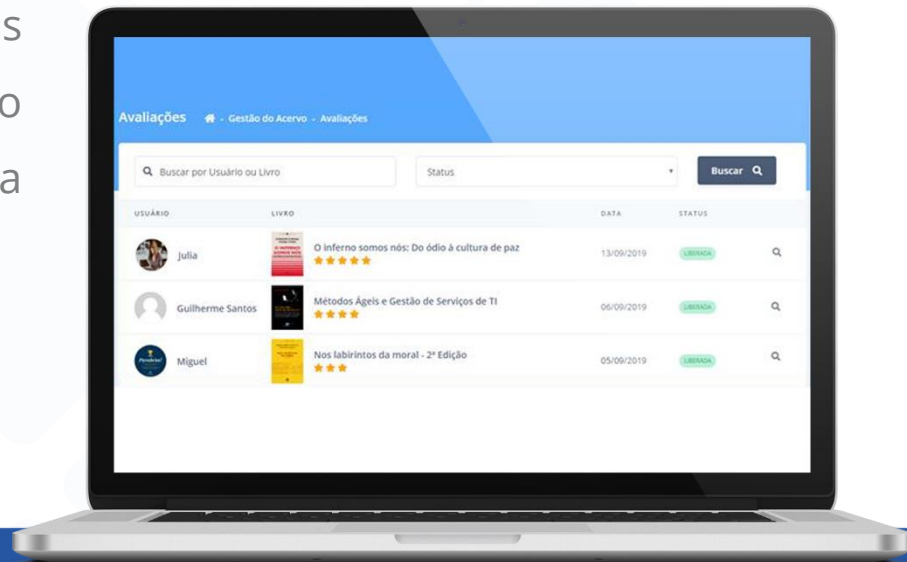 s
o
a
Avaliações - Gestão do Acervo - Avaliações
Buscar por Usuário ou Livro Status Buscar
USUÁRIO LIVRO DATA STATUS
Julia O inferno somos nós: Do ódio à cultura de paz 13/09/2019 LIBERADA
Guilherme Santos Métodos Ágeis e Gestão de Serviços de TI 06/09/2019 LIBERADA
Miguel Nos labirintos da moral - 2ª Edição 05/09/2019 LIBERADA